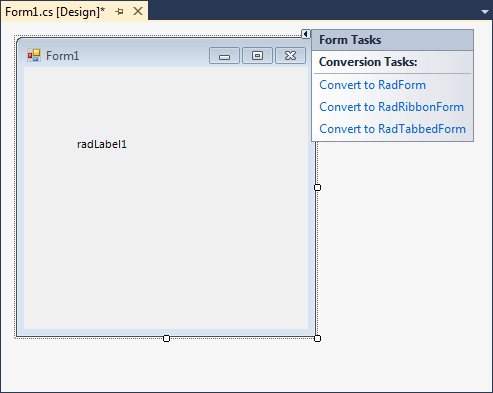 Form1.cs [Design]*
Form Tasks
Form1
Conversion Tasks:
Convert to RadForm
Convert to RadRibbonForm
Convert to RadTabbedForm
radLabel1